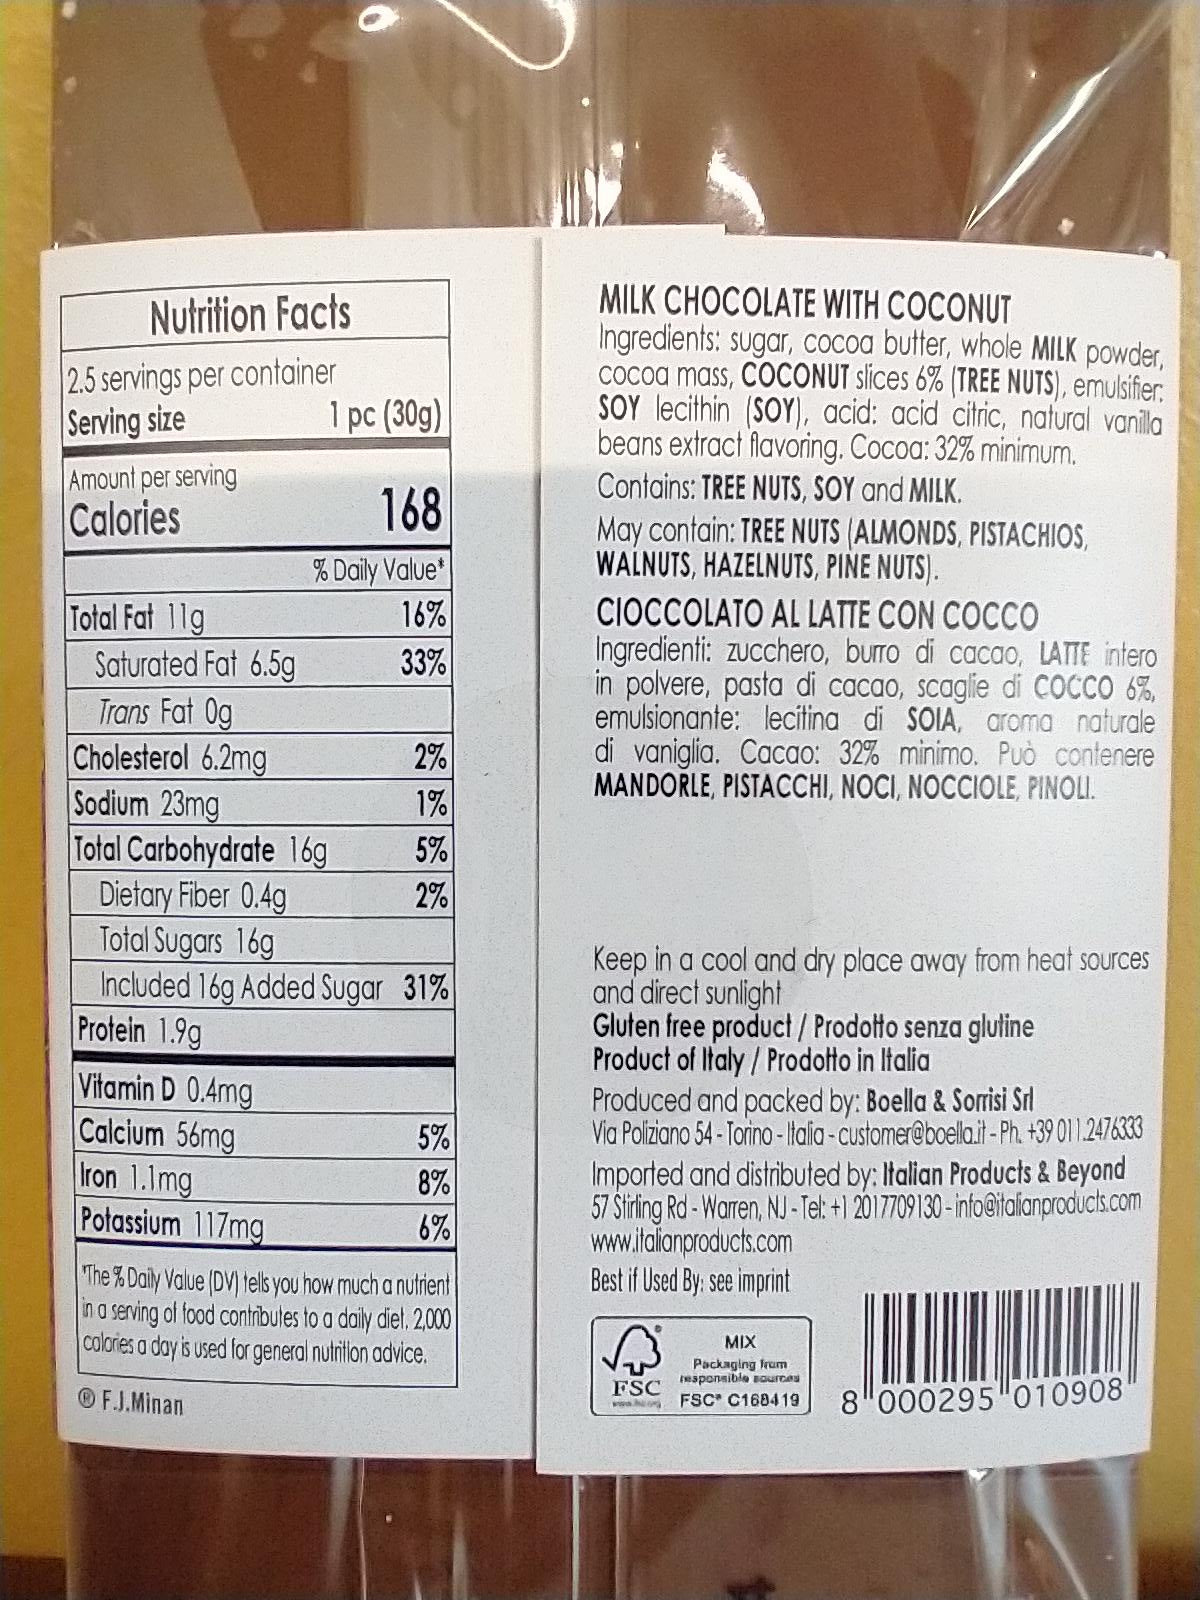 Nutrition Facts
2.5 servings per container
Serving size 1 pc (30g)
Amount per serving
Calories 168
% Daily Value*
Total Fat 11g 16%
Saturated Fat 6.5g 33%
Trans Fat 0g
Cholesterol 6.2mg 2%
Sodium 23mg 1%
Total Carbohydrate 16g 5%
Dietary Fiber 0.4g 2%
Total Sugars 16g
Included 16g Added Sugar 31%
Protein 1.9g
Vitamin D 0.4mg
Calcium 56mg 5%
Iron 1.1mg 8%
Potassium 117mg 6%
*The % Daily Value (DV) tells you how much a nutrient
in a serving of food contributes to a daily diet. 2,000
calories a day is used for general nutrition advice.
® F.J.Minan
MILK CHOCOLATE WITH COCONUT
Ingredients: sugar, cocoa butter, whole MILK powder,
cocoa mass, COCONUT slices 6% (TREE NUTS), emulsifier:
SOY lecithin (SOY), acid: acid citric, natural vanilla
beans extract flavoring. Cocoa: 32% minimum.
Contains: TREE NUTS, SOY and MILK.
May contain: TREE NUTS (ALMONDS, PISTACHIOS,
WALNUTS, HAZELNUTS, PINE NUTS).
CIOCCOLATO AL LATTE CON COCCO
Ingredienti: zucchero, burro di cacao, LATTE intero
in polvere, pasta di cacao, scaglie di COCCO 6%,
emulsionante: lecitina di SOIA, aroma naturale
di vaniglia. Cacao: 32% minimo. Può contenere
MANDORLE, PISTACCHI, NOCI, NOCCIOLE, PINOLI.
Keep in a cool and dry place away from heat sources
and direct sunlight
Gluten free product / Prodotto senza glutine
Product of Italy / Prodotto in Italia
Produced and packed by: Boella & Sorrisi Srl
Via Poliziano 54 - Torino - Italia - customer@boella.it - Ph. +39 011.2476333
Imported and distributed by: Italian Products & Beyond
57 Stirling Rd - Warren, NJ - Tel: +1 2017709130 - info@italianproducts.com
www.italianproducts.com
Best if Used By: see imprint
FSC
MIX
Packaging from
responsible sources
FSC® C168419
8 000295 010908